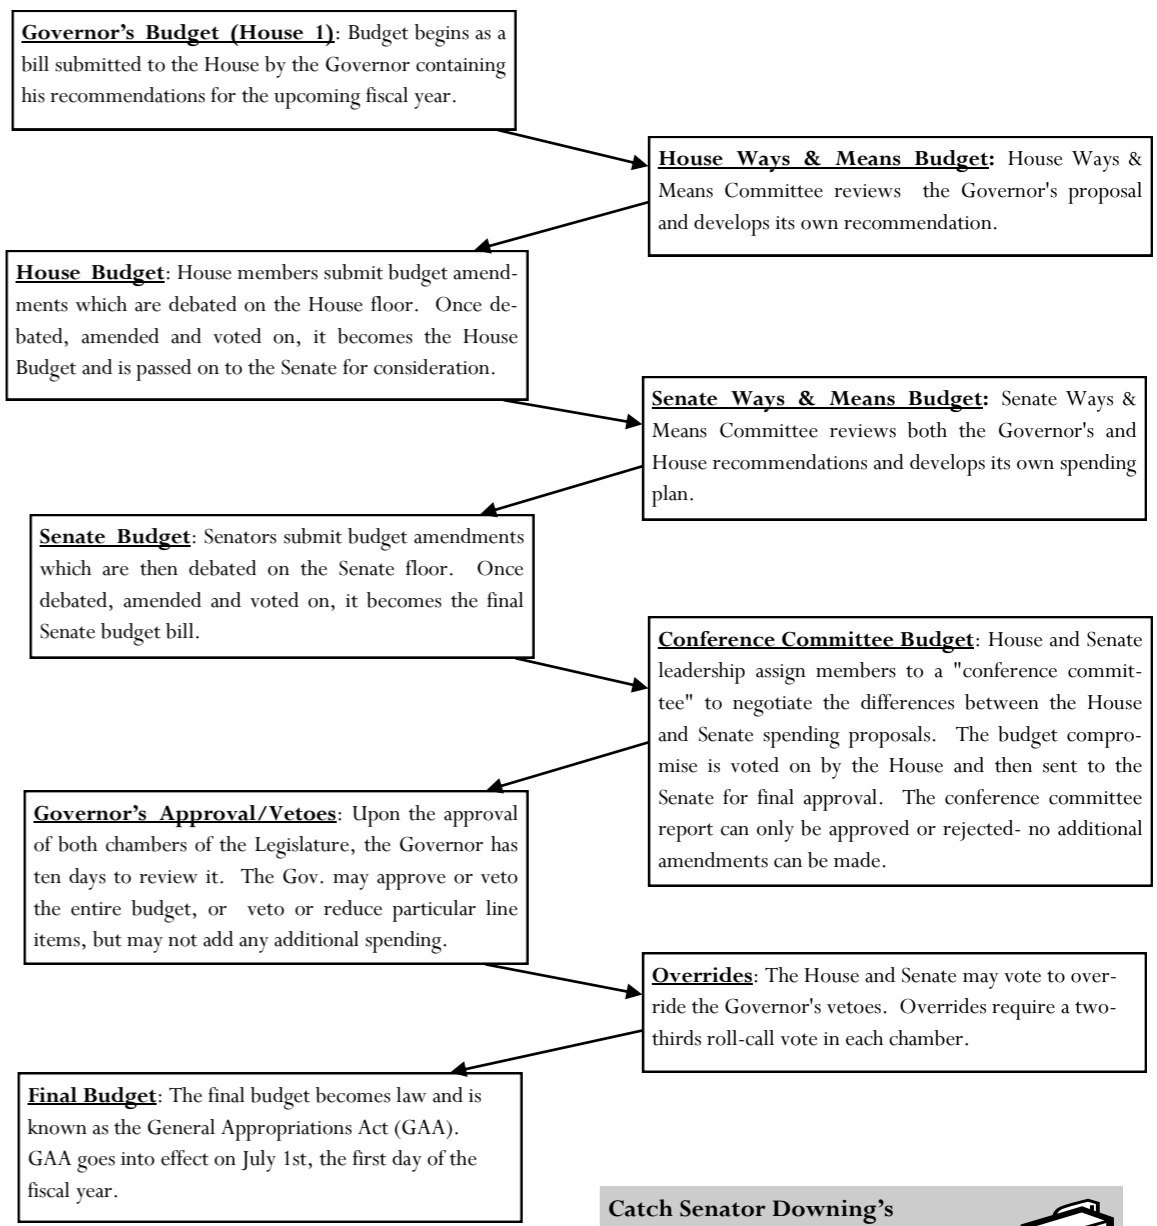 Governor's Budget (House 1): Budget begins as a
bill submitted to the House by the Governor containing
his recommendations for the upcoming fiscal year.
House Ways & Means Budget: House Ways &
Means Committee reviews the Governor's proposal
and develops its own recommendation.
House Budget: House members submit budget amend-
ments which are debated on the House floor. Once de-
bated, amended and voted on, it becomes the House
Budget and is passed on to the Senate for consideration.
Senate Ways & Means Budget: Senate Ways &
Means Committee reviews both the Governor's and
House recommendations and develops its own spending
plan.
Senate Budget: Senators submit budget amendments
which are then debated on the Senate floor. Once
debated, amended and voted on, it becomes the final
Senate budget bill.
Conference Committee Budget: House and Senate
leadership assign members to a "conference commit-
tee" to negotiate the differences between the House
and Senate spending proposals. The budget compro-
mise is voted on by the House and then sent to the
Senate for final approval. The conference committee
report can only be approved or rejected- no additional
amendments can be made.
Governor's Approval/Vetoes: Upon the approval
of both chambers of the Legislature, the Governor has
ten days to review it. The Gov. may approve or veto
the entire budget, or veto or reduce particular line
items, but may not add any additional spending.
Overrides: The House and Senate may vote to over-
ride the Governor's vetoes. Overrides require a two-
thirds roll-call vote in each chamber.
Final Budget: The final budget becomes law and is
known as the General Appropriations Act (GAA).
GAA goes into effect on July 1st, the first day of the
fiscal year.
Catch Senator Downing's